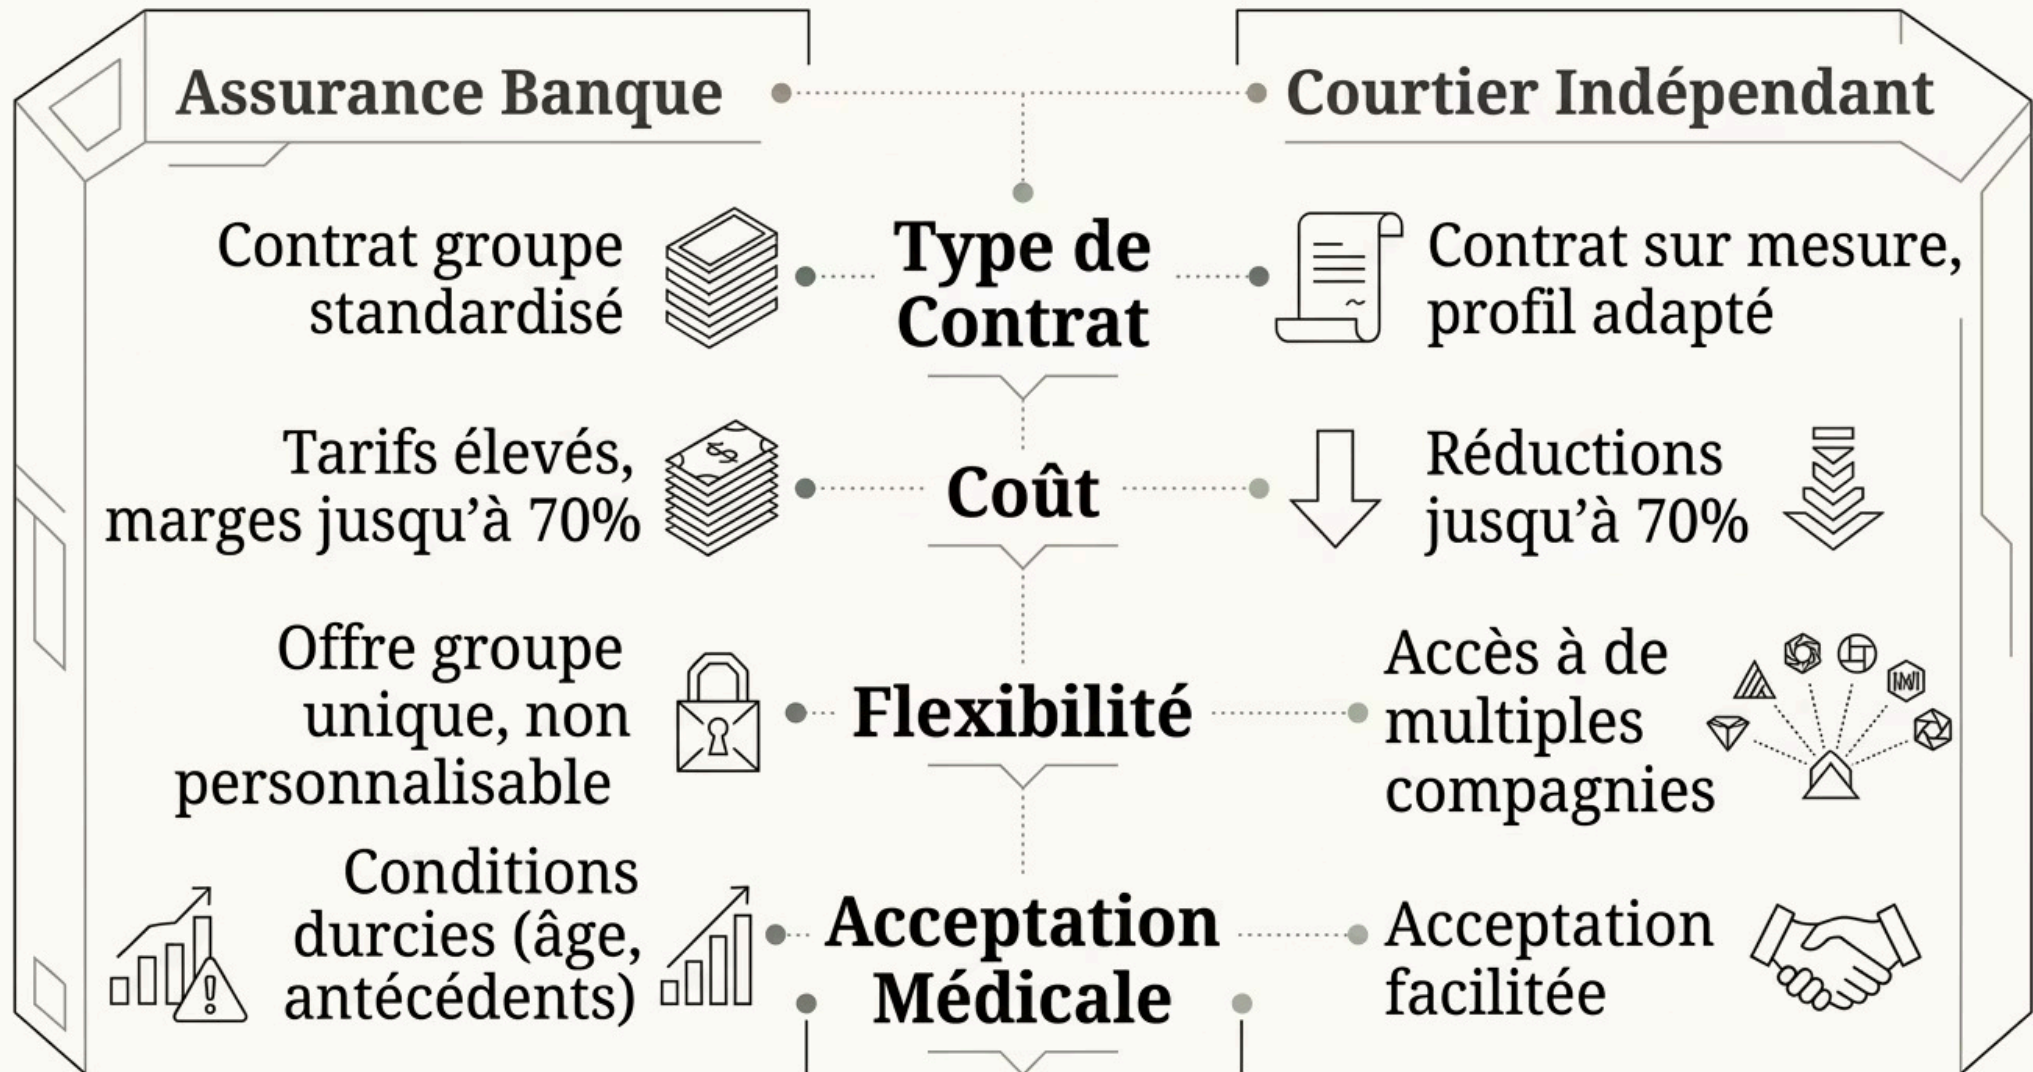 Assurance Banque
Courtier Indépendant
Contrat groupe
standardisé
Type de
Contrat
Contrat sur mesure,
profil adapté
Tarifs élevés,
marges jusqu’à 70%
Coût
Réductions
jusqu’à 70%
Offre groupe
unique, non
personnalisable
Flexibilité
Accès à de
multiples
compagnies
Conditions
durcies (âge,
antécédents)
Acceptation
Médicale
Acceptation
facilitée